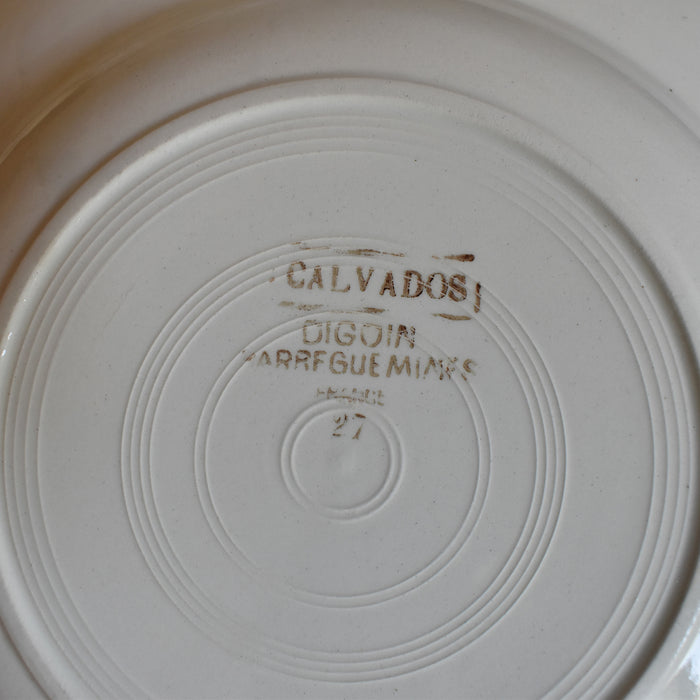 CALVADOS
DIGOIN
SARREGUEMINES
FRANCE
27